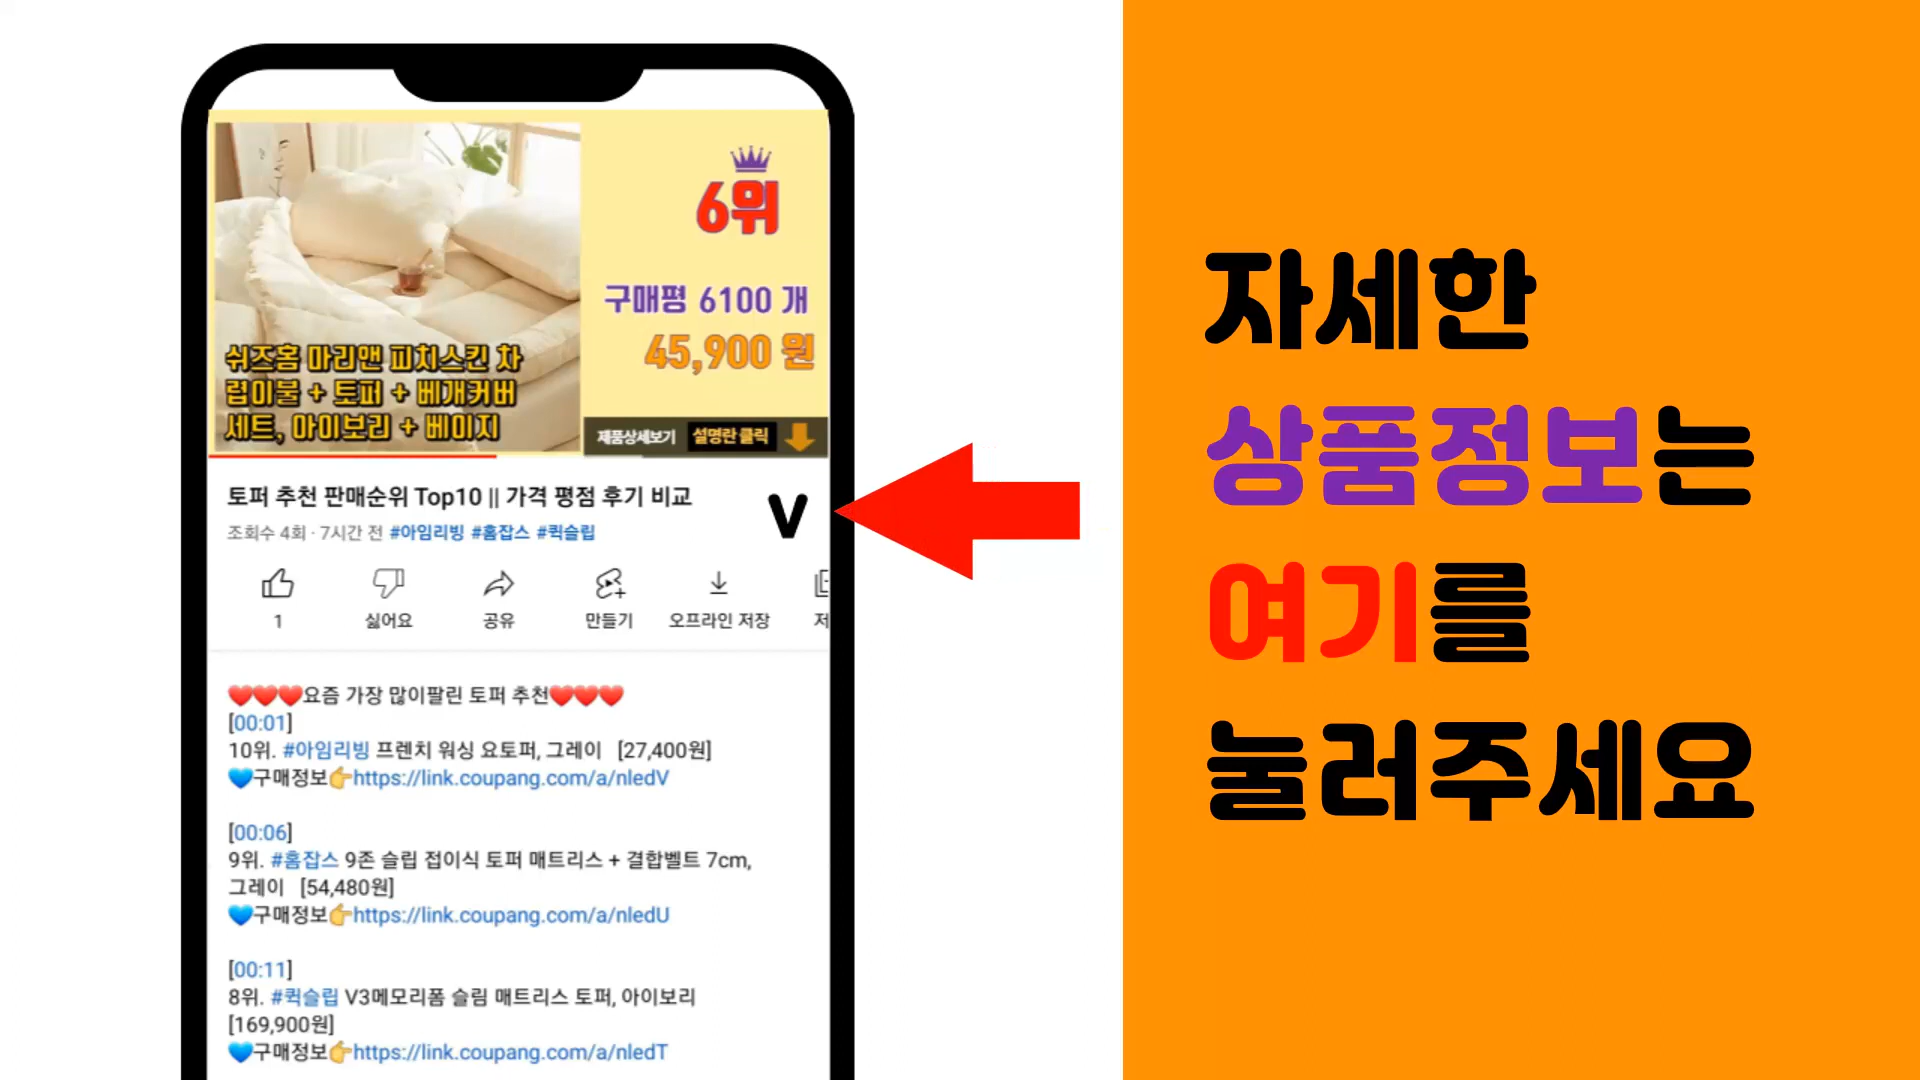 6위
구매평 6100 개
45,900 원
쉬즈홈 마리앤 피치스킨 차
렵이불 + 토퍼 + 베개커버
세트, 아이보리 + 베이지
제품상세보기 설명란 클릭
토퍼 추천 판매순위 Top10 || 가격 평점 후기 비교
V
조회수 4회 · 7시간 전 #아임리빙 #홈잡스 #퀵슬립
1 싫어요 공유 만들기 오프라인 저장 저
❤️❤️❤️요즘 가장 많이팔린 토퍼 추천❤️❤️❤️
[00:01]
10위. #아임리빙 프렌치 워싱 요토퍼, 그레이 [27,400원]
💙구매정보👉https://link.coupang.com/a/nledV
[00:06]
9위. #홈잡스 9존 슬립 접이식 토퍼 매트리스 + 결합벨트 7cm,
그레이 [54,480원]
💙구매정보👉https://link.coupang.com/a/nledU
[00:11]
8위. #퀵슬립 V3메모리폼 슬림 매트리스 토퍼, 아이보리
[169,900원]
💙구매정보👉https://link.coupang.com/a/nledT
자세한
상품정보는
여기를
눌러주세요